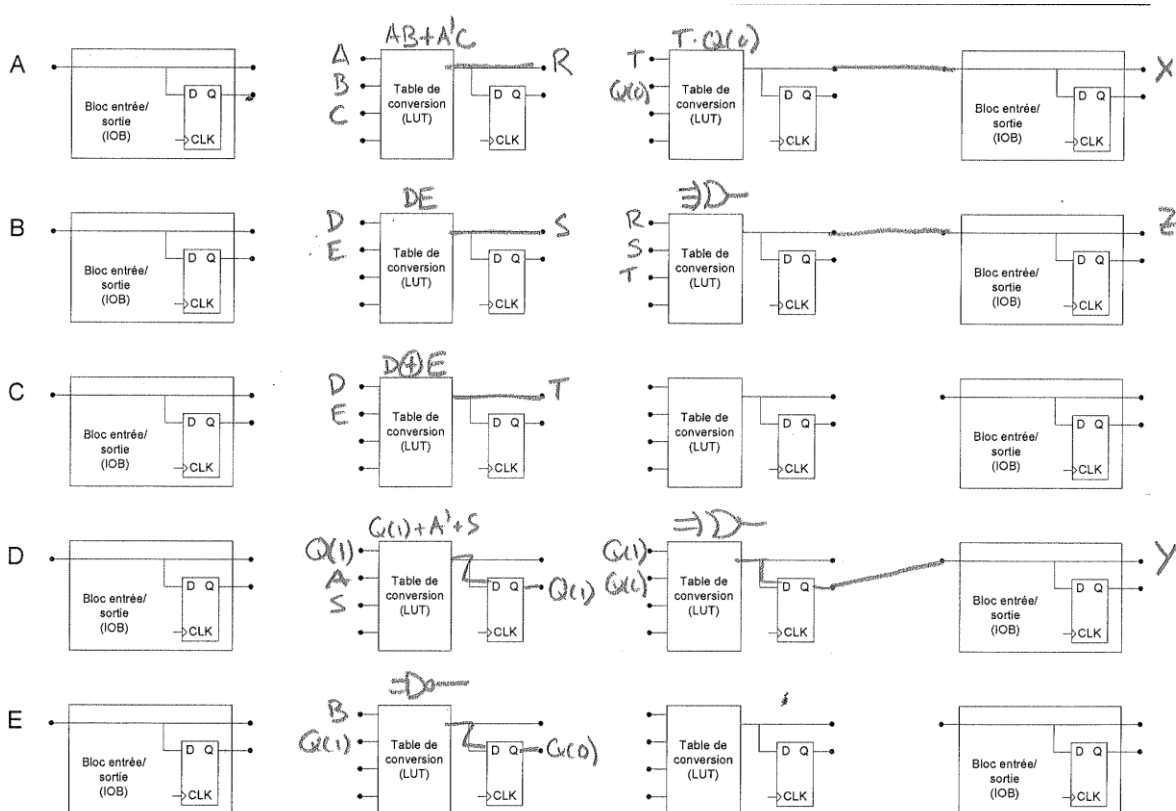 A
Bloc entrée/
sortie
(IOB)
D Q
CLK
AB+A'C
A
B
C
Table de
conversion
(LUT)
D Q
CLK
R
T·Q(0)
T
Q(0)
Table de
conversion
(LUT)
D Q
CLK
Bloc entrée/
sortie
(IOB)
D Q
CLK
X
B
Bloc entrée/
sortie
(IOB)
D Q
CLK
DE
D
E
Table de
conversion
(LUT)
D Q
CLK
S
R
S
T
Table de
conversion
(LUT)
D Q
CLK
Bloc entrée/
sortie
(IOB)
D Q
CLK
Z
C
Bloc entrée/
sortie
(IOB)
D Q
CLK
D⊕E
D
E
Table de
conversion
(LUT)
D Q
CLK
T
Table de
conversion
(LUT)
D Q
CLK
Bloc entrée/
sortie
(IOB)
D Q
CLK
D
Bloc entrée/
sortie
(IOB)
D Q
CLK
Q(1)+A'+S
Q(1)
A
S
Table de
conversion
(LUT)
D Q
CLK
Q(1)
Q(1)
Table de
conversion
(LUT)
D Q
CLK
Bloc entrée/
sortie
(IOB)
D Q
CLK
Y
E
Bloc entrée/
sortie
(IOB)
D Q
CLK
B
Q(1)
Table de
conversion
(LUT)
D Q
CLK
Q(0)
Table de
conversion
(LUT)
D Q
CLK
Bloc entrée/
sortie
(IOB)
D Q
CLK